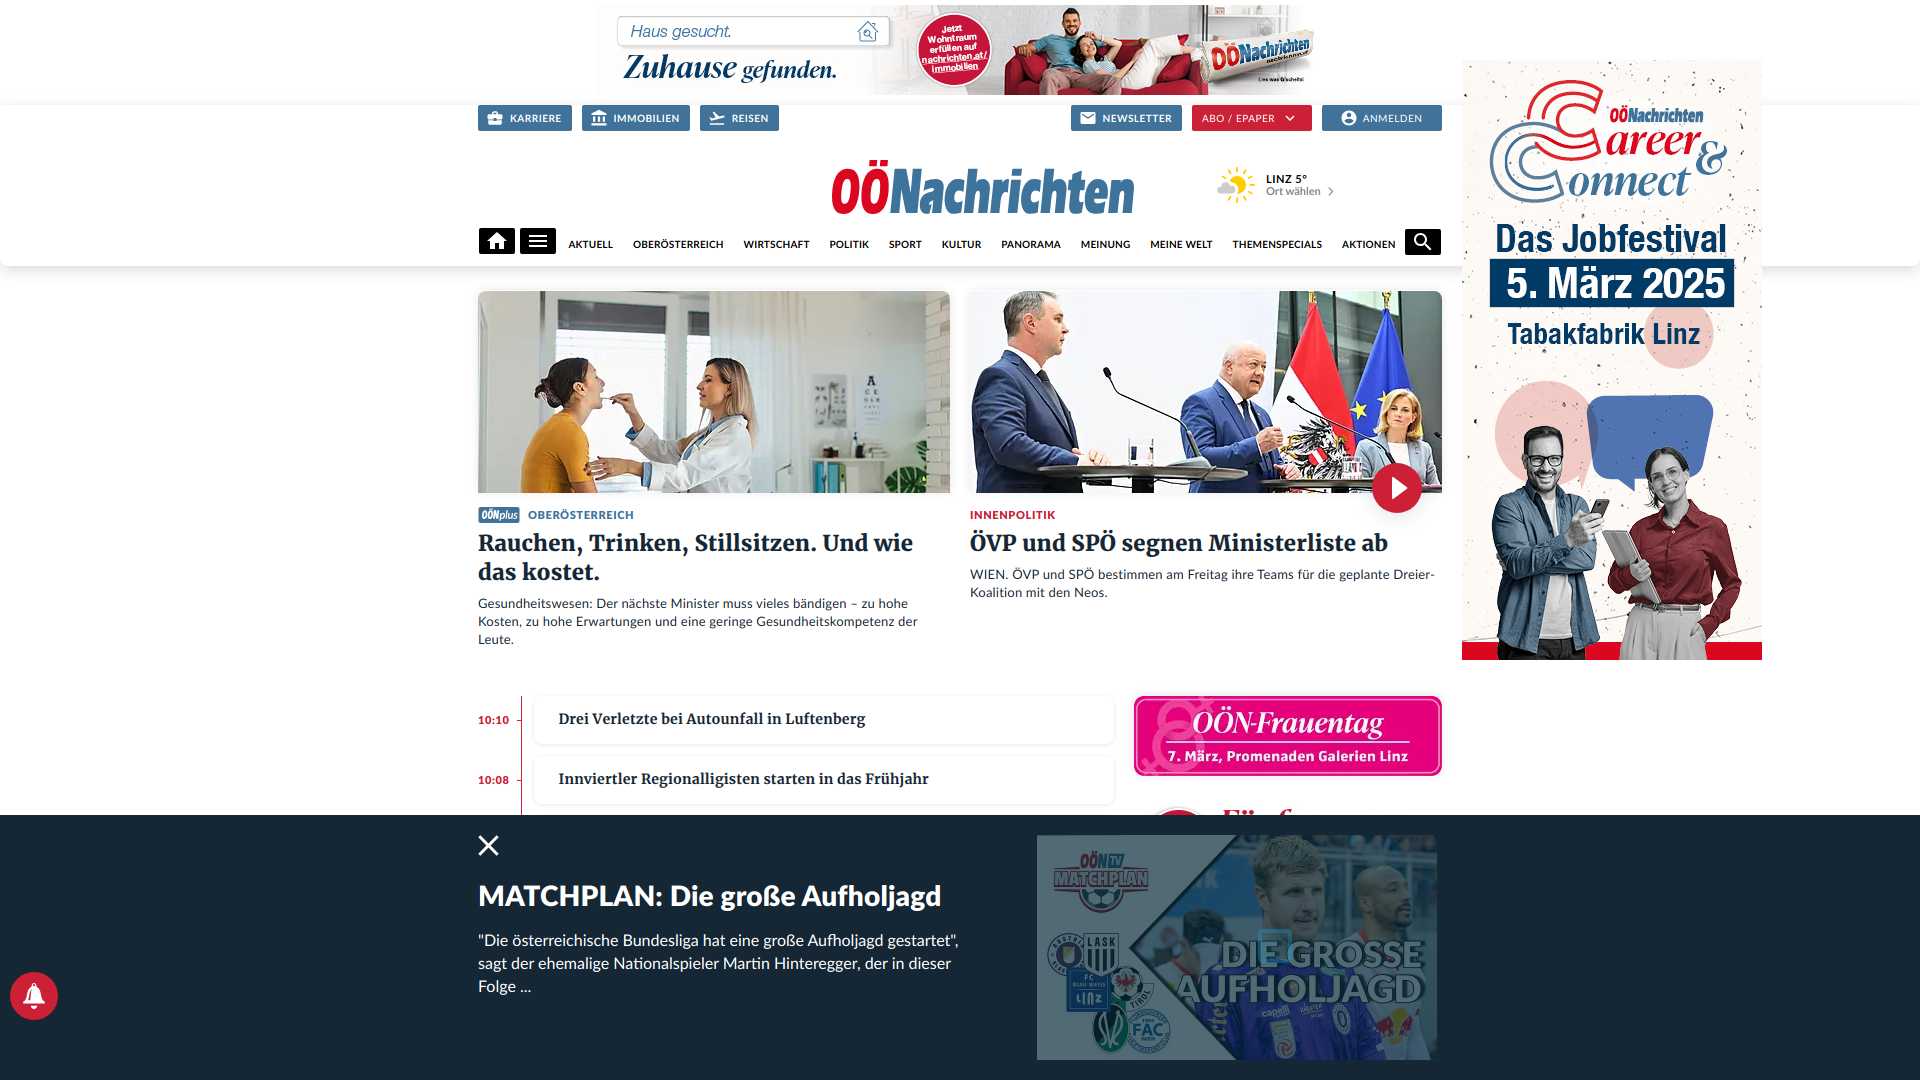 Haus gesucht.
Zuhause gefunden.
Jetzt
Wohntraum
erfüllen auf
nachrichten.at/
immobilien
OÖNachrichten
Lies was G'scheits!
KARRIERE
IMMOBILIEN
REISEN
NEWSLETTER
ABO / EPAPER
ANMELDEN
OÖNachrichten
LINZ 5°
Ort wählen
AKTUELL
OBERÖSTERREICH
WIRTSCHAFT
POLITIK
SPORT
KULTUR
PANORAMA
MEINUNG
MEINE WELT
THEMENSPECIALS
AKTIONEN
OÖNachrichten
Career &
Connect
Das Jobfestival
5. März 2025
Tabakfabrik Linz
OÖNplus OBERÖSTERREICH
Rauchen, Trinken, Stillsitzen. Und wie
das kostet.
Gesundheitswesen: Der nächste Minister muss vieles bändigen – zu hohe
Kosten, zu hohe Erwartungen und eine geringe Gesundheitskompetenz der
Leute.
INNENPOLITIK
ÖVP und SPÖ segnen Ministerliste ab
WIEN. ÖVP und SPÖ bestimmen am Freitag ihre Teams für die geplante Dreier-
Koalition mit den Neos.
10:10
Drei Verletzte bei Autounfall in Luftenberg
10:08
Innviertler Regionalligisten starten in das Frühjahr
OÖN-Frauentag
7. März, Promenaden Galerien Linz
MATCHPLAN: Die große Aufholjagd
"Die österreichische Bundesliga hat eine große Aufholjagd gestartet",
sagt der ehemalige Nationalspieler Martin Hinteregger, der in dieser
Folge ...
OÖN TV
MATCHPLAN
LASK
FC
BLAU WEISS
LINZ
TIROL
FAC
DIE GROSSE
AUFHOLJAGD
capelli